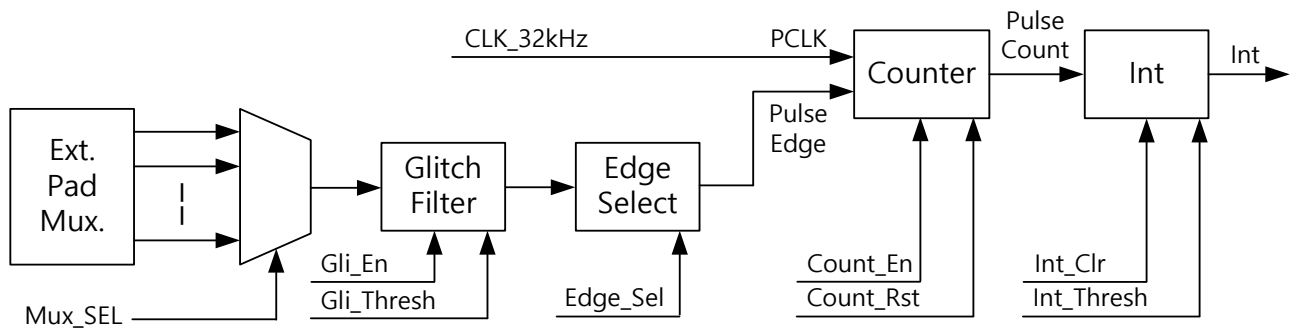 CLK_32kHz
PCLK
Pulse
Count
Int
Counter
Int
Ext.
Pad
Mux.
Glitch
Filter
Edge
Select
Pulse
Edge
Gli_En
Gli_Thresh
Mux_SEL
Edge_Sel
Count_En
Count_Rst
Int_Clr
Int_Thresh